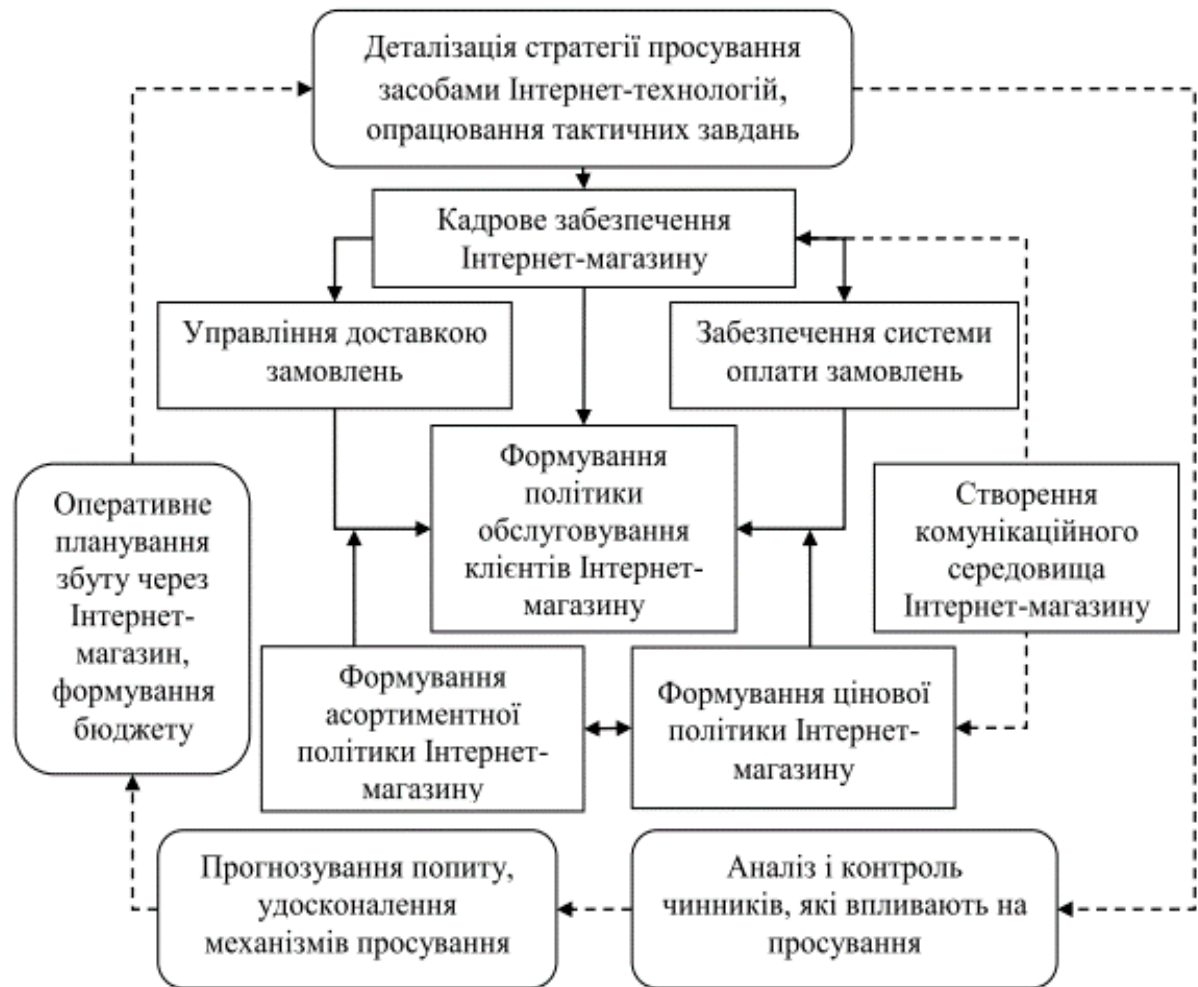 Деталізація стратегії просування
засобами Інтернет-технологій,
опрацювання тактичних завдань
Кадрове забезпечення
Інтернет-магазину
Управління доставкою
замовлень
Забезпечення системи
оплати замовлень
Формування
політики
обслуговування
клієнтів Інтернет-
магазину
Оперативне
планування
збуту через
Інтернет-
магазин,
формування
бюджету
Створення
комунікаційного
середовища
Інтернет-магазину
Формування
асортиментної
політики Інтернет-
магазину
Формування цінової
політики Інтернет-
магазину
Прогнозування попиту,
удосконалення
механізмів просування
Аналіз і контроль
чинників, які впливають на
просування